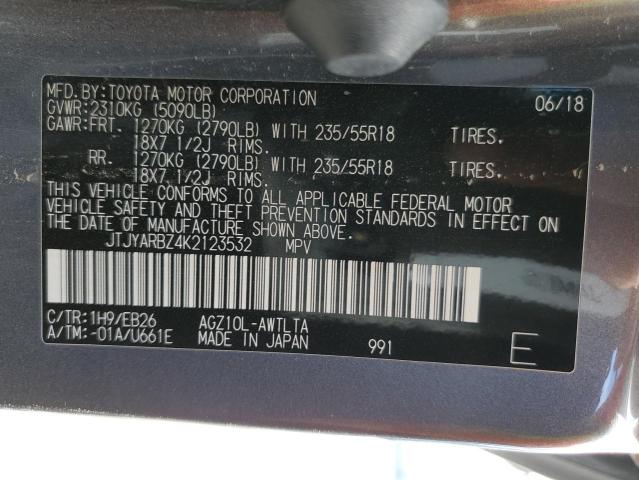 MFD.BY:TOYOTA MOTOR CORPORATION 06/18
GVWR:2310KG (5090LB)
GAWR:FRT. 1270KG (2790LB) WITH 235/55R18 TIRES.
18X7 1/2J RIMS.
RR. 1270KG (2790LB) WITH 235/55R18 TIRES.
18X7 1/2J RIMS.
THIS VEHICLE CONFORMS TO ALL APPLICABLE FEDERAL MOTOR
VEHICLE SAFETY AND THEFT PREVENTION STANDARDS IN EFFECT ON
THE DATE OF MANUFACTURE SHOWN ABOVE.
JTJYARBZ4K2123532 MPV
C/TR:1H9/EB26 AGZ10L-AWTLTA
A/TM:-01A/U661E MADE IN JAPAN 991 E